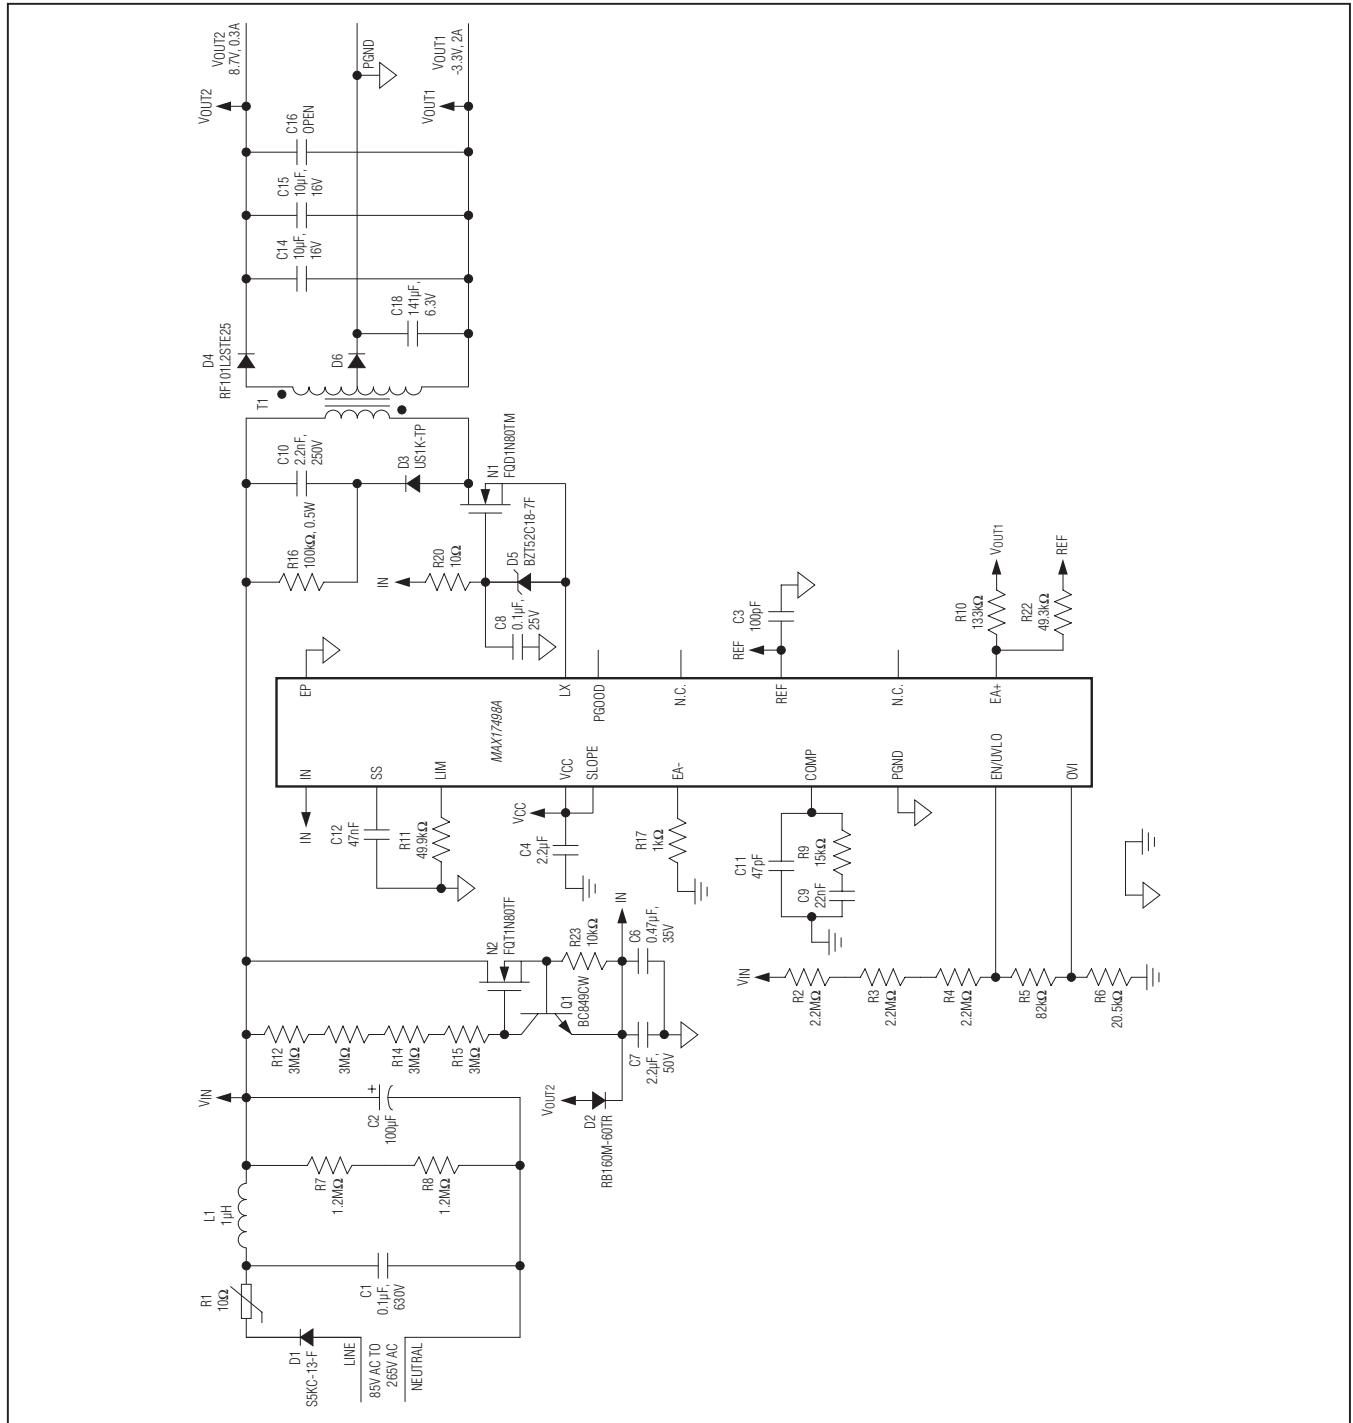 VOUT2
8.7V, 0.3A
VOUT2
PGND
VOUT1
-3.3V, 2A
VOUT1
C16
OPEN
C15
10µF,
16V
C14
10µF,
16V
C18
141µF,
6.3V
D4
RF101L2STE25
D6
T1
C10
2.2nF,
250V
D3
US1K-TP
N1
FQD1N80TM
R16
100kΩ, 0.5W
IN
R20
10Ω
D5
BZT52C18-7F
C8
0.1µF,
25V
C3
100pF
REF
R10
133kΩ
VOUT1
R22
49.3kΩ
REF
EP
LX
PGOOD
N.C.
REF
N.C.
EA+
MAX17498A
IN
SS
LIM
VCC
SLOPE
EA-
COMP
PGND
EN/UVLO
OVI
IN
C12
47nF
R11
49.9kΩ
VCC
C4
2.2µF
R17
1kΩ
C11
47pF
R9
15kΩ
C9
22nF
N2
FQT1N80TF
R23
10kΩ
IN
C6
0.47µF,
35V
Q1
BC849CW
C7
2.2µF,
50V
R12
3MΩ
3MΩ
R14
3MΩ
R15
3MΩ
VIN
R2
2.2MΩ
R3
2.2MΩ
R4
2.2MΩ
R5
82kΩ
R6
20.5kΩ
VOUT2
D2
RB160M-60TR
VIN
C2
100µF
+
R7
1.2MΩ
R8
1.2MΩ
L1
1µH
C1
0.1µF,
630V
R1
10Ω
D1
S5KC-13-F
LINE
85V AC TO
265V AC
NEUTRAL